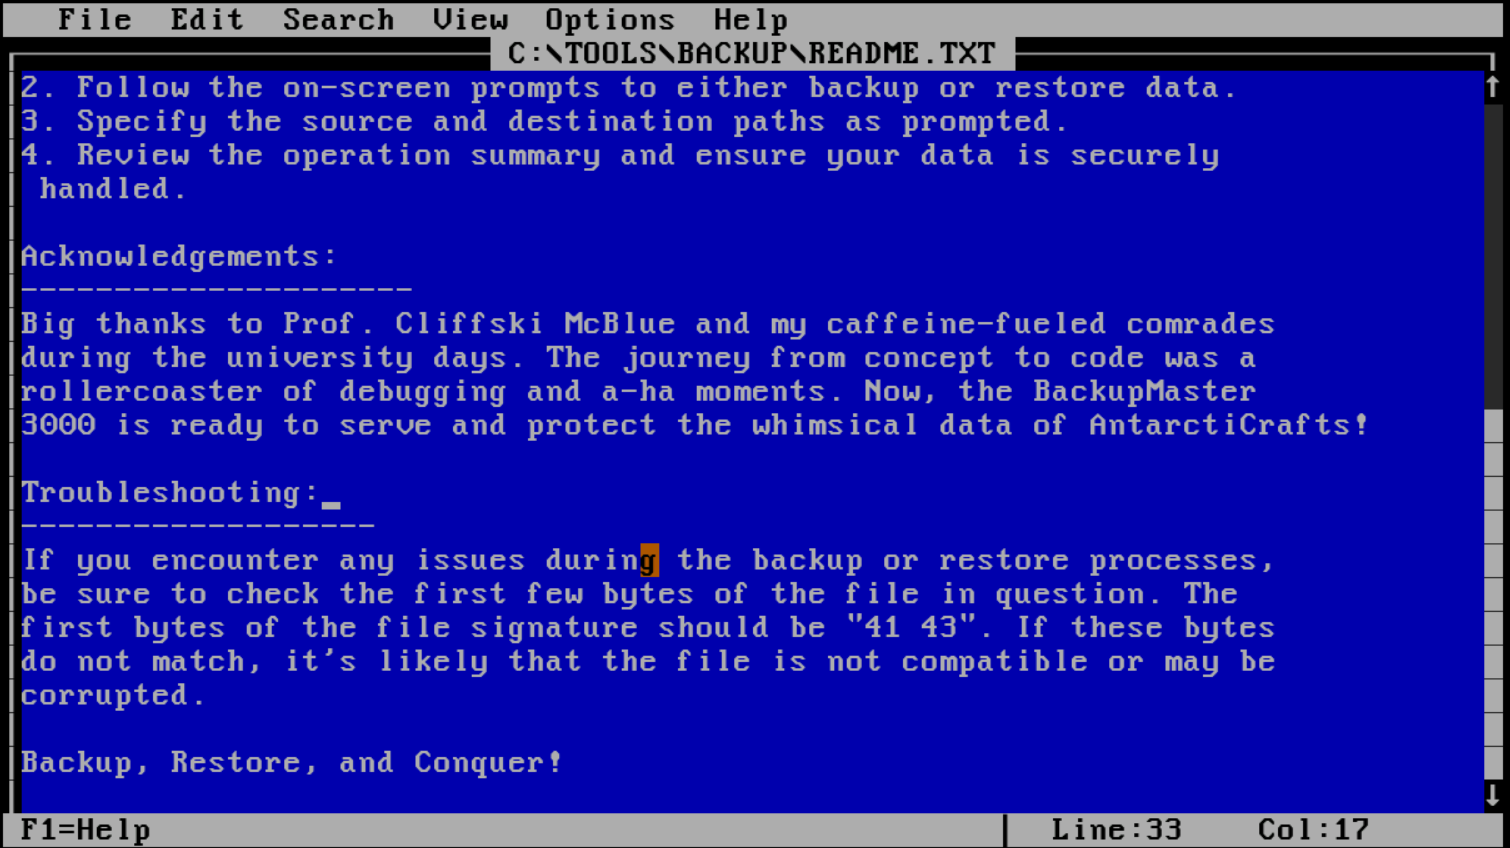 File Edit Search View Options Help
C:\TOOLS\BACKUP\README.TXT
2. Follow the on-screen prompts to either backup or restore data.
3. Specify the source and destination paths as prompted.
4. Review the operation summary and ensure your data is securely
handled.
Acknowledgements:
---------------------
Big thanks to Prof. Cliffski McBlue and my caffeine-fueled comrades
during the university days. The journey from concept to code was a
rollercoaster of debugging and a-ha moments. Now, the BackupMaster
3000 is ready to serve and protect the whimsical data of AntarctiCrafts!
Troubleshooting:_
-------------------
If you encounter any issues during the backup or restore processes,
be sure to check the first few bytes of the file in question. The
first bytes of the file signature should be "41 43". If these bytes
do not match, it's likely that the file is not compatible or may be
corrupted.
Backup, Restore, and Conquer!
F1=Help | Line:33 Col:17